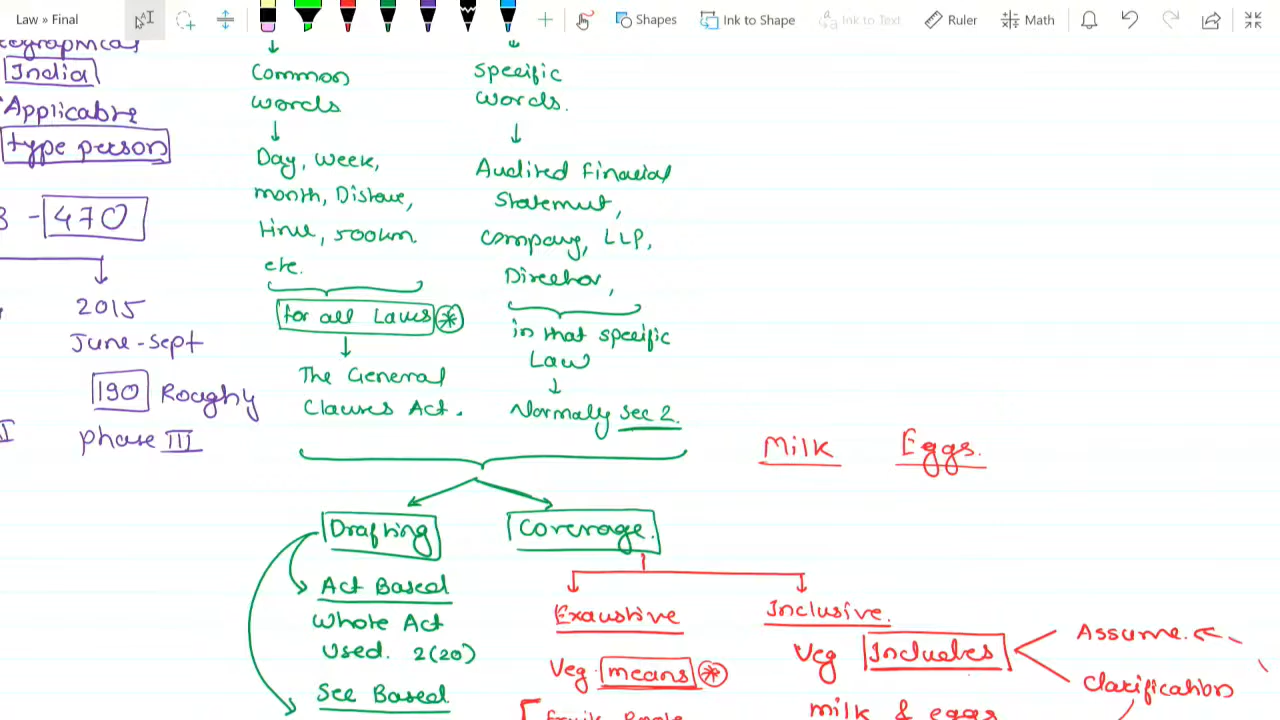 Law » Final
Shapes
Ink to Shape
Ink to Text
Ruler
Math
India
Applicable
type person
3 - 470
2015
June - Sept
190 Roughly
phase III
Common
words
Day, week,
month, Distance,
time, 500km
etc.
for all Laws *
The General
Clauses Act.
Specific
words.
Audited Financial
Statement,
Company, LLP,
Director,
in that specific
Law
Normally Sec 2.
Milk Eggs.
Drafting
Coverage.
Act Based
Whole Act
Used. 2(20)
Sec Based
Exaustive
Veg. means *
Inclusive.
Veg Includes
milk & eggs
Assume.
Clarification